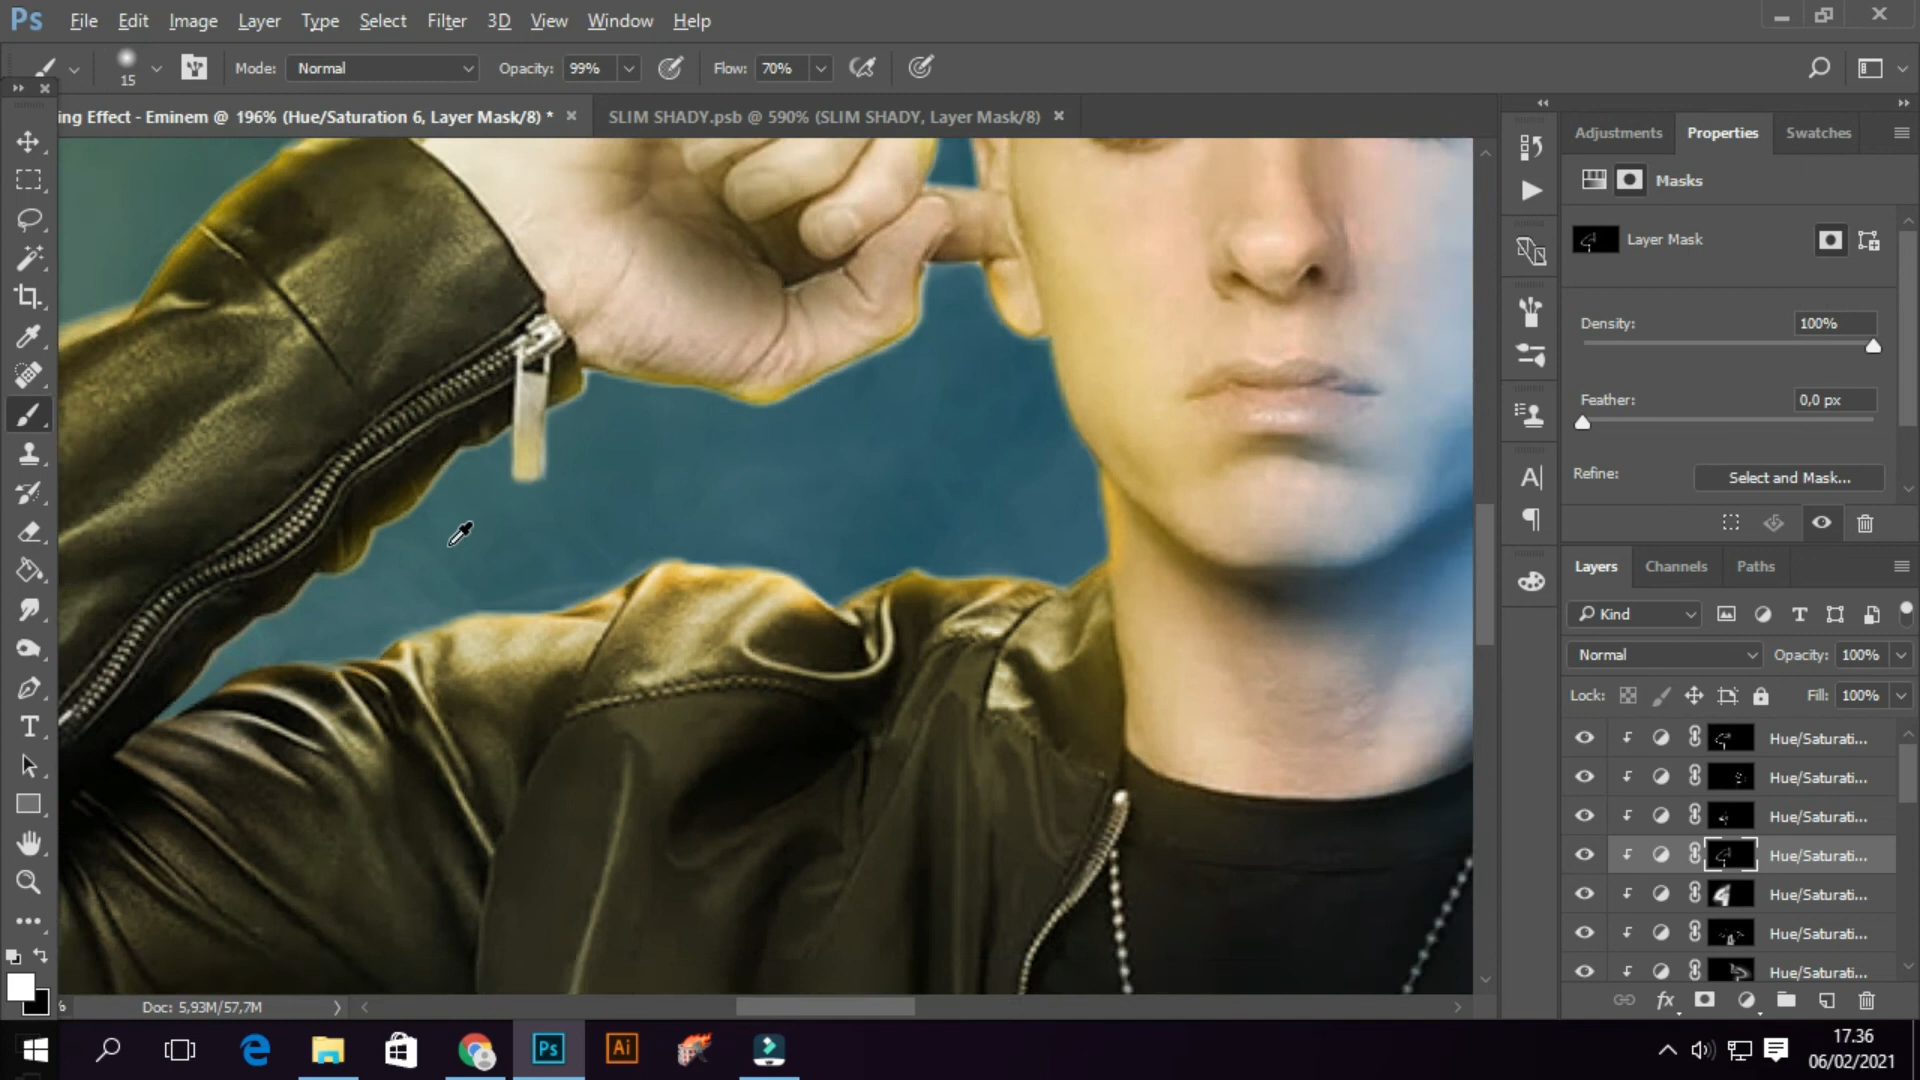 Ps File Edit Image Layer Type Select Filter 3D View Window Help
15 Mode: Normal Opacity: 99% Flow: 70%
ing Effect - Eminem @ 196% (Hue/Saturation 6, Layer Mask/8) *
SLIM SHADY.psb @ 590% (SLIM SHADY, Layer Mask/8)
Adjustments Properties Swatches
Masks
Layer Mask
Density: 100%
Feather: 0,0 px
Refine: Select and Mask...
Layers Channels Paths
Kind
Normal Opacity: 100%
Lock: Fill: 100%
Hue/Saturati...
Hue/Saturati...
Hue/Saturati...
Hue/Saturati...
Hue/Saturati...
Hue/Saturati...
Hue/Saturati...
% Doc: 5,93M/57,7M
Ps Ai
17.36
06/02/2021